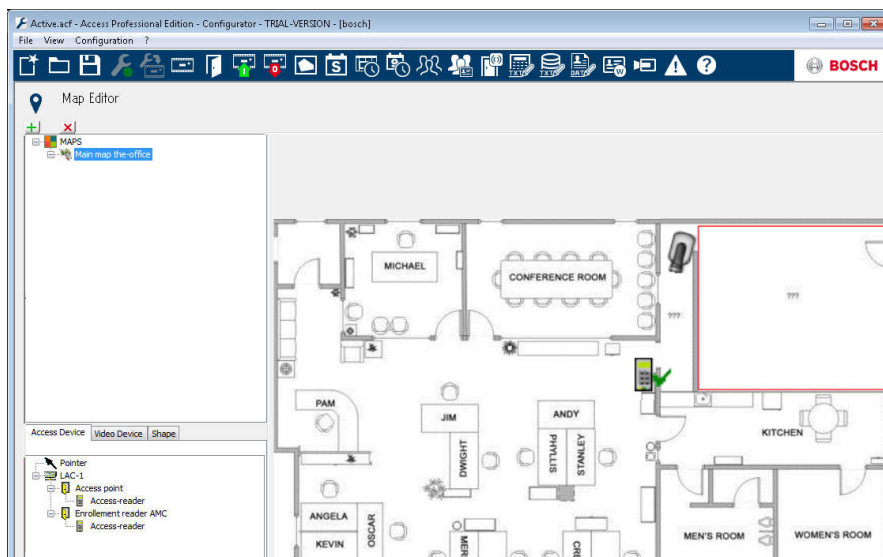 Active.acf - Access Professional Edition - Configurator - TRIAL-VERSION - [bosch]
File View Configuration ?
BOSCH
Map Editor
MAPS
Main map the-office
Access Device Video Device Shape
Pointer
LAC-1
Access point
Access-reader
Enrollement reader AMC
Access-reader
MICHAEL
CONFERENCE ROOM
???
???
PAM
JIM
ANDY
KITCHEN
DWIGHT
PHYLLIS
STANLEY
ANGELA
OSCAR
KEVIN
MEN'S ROOM
WOMEN'S ROOM